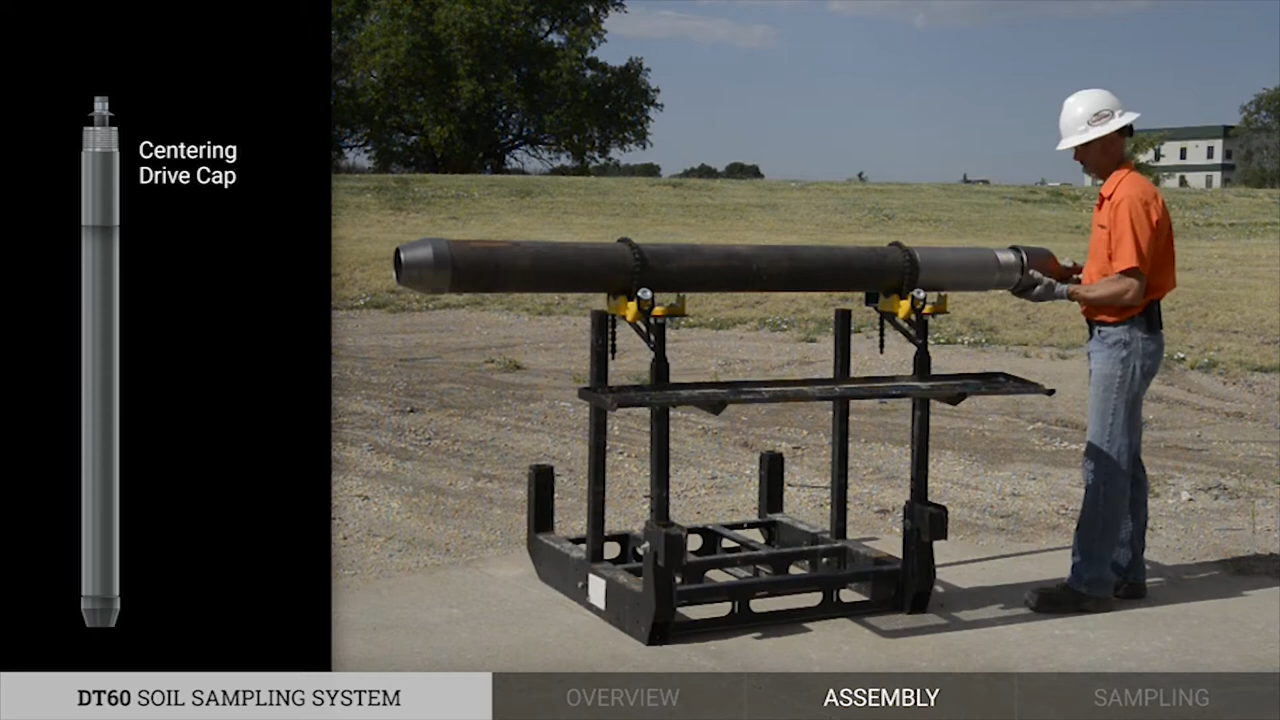 Centering
Drive Cap
DT60 SOIL SAMPLING SYSTEM
OVERVIEW
ASSEMBLY
SAMPLING